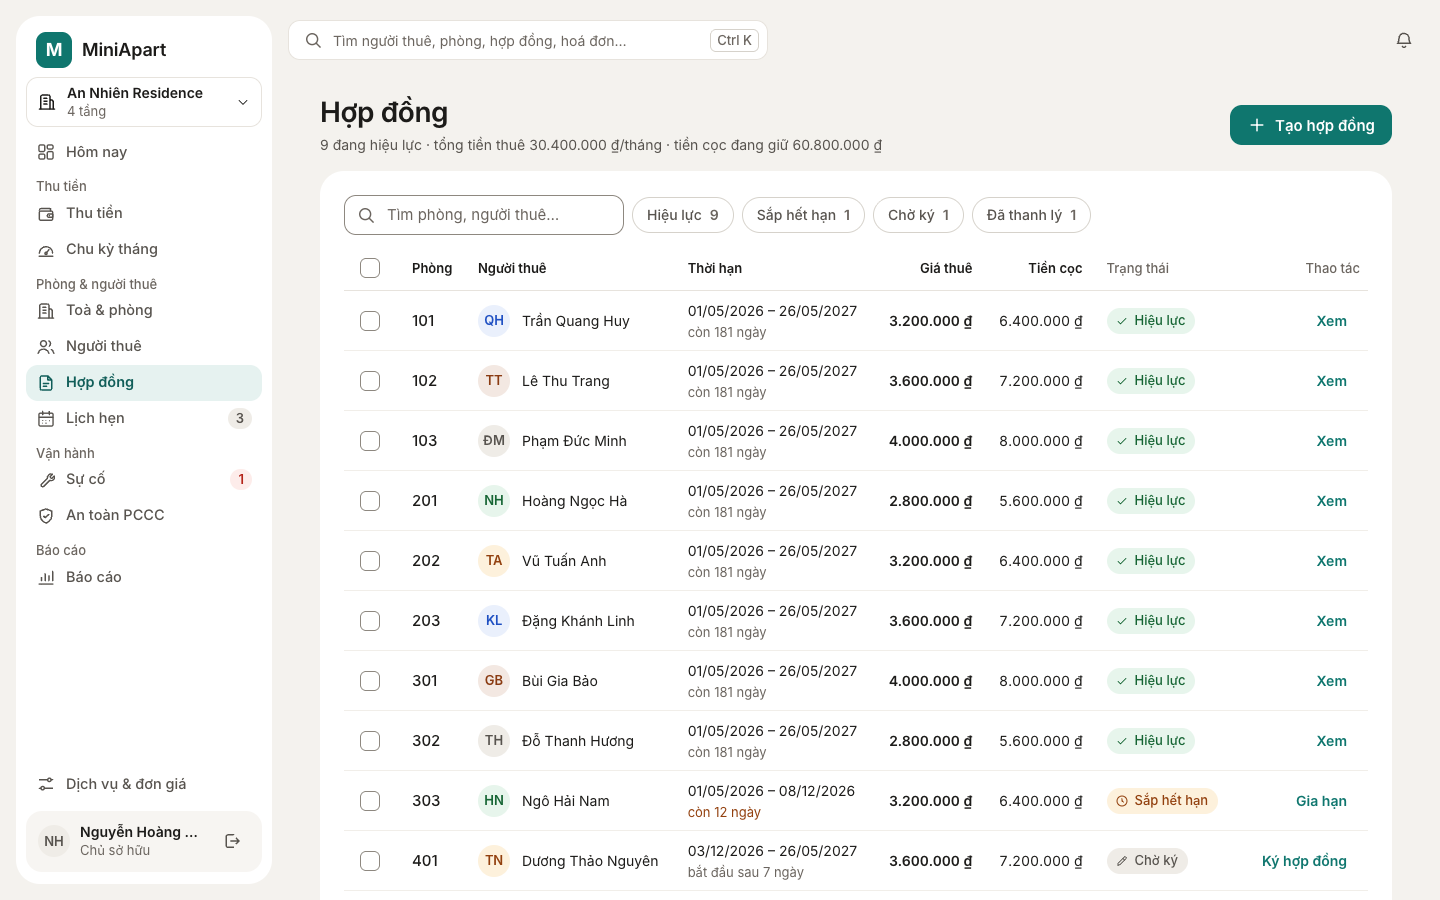 M MiniApart
An Nhiên Residence
4 tầng
Hôm nay
Thu tiền
Thu tiền
Chu kỳ tháng
Phòng & người thuê
Toà & phòng
Người thuê
Hợp đồng
Lịch hẹn 3
Vận hành
Sự cố 1
An toàn PCCC
Báo cáo
Báo cáo
Dịch vụ & đơn giá
NH Nguyễn Hoàng ...
Chủ sở hữu
Tìm người thuê, phòng, hợp đồng, hoá đơn... Ctrl K
Hợp đồng
9 đang hiệu lực · tổng tiền thuê 30.400.000 ₫/tháng · tiền cọc đang giữ 60.800.000 ₫
Tạo hợp đồng
Tìm phòng, người thuê... Hiệu lực 9 Sắp hết hạn 1 Chờ ký 1 Đã thanh lý 1
Phòng Người thuê Thời hạn Giá thuê Tiền cọc Trạng thái Thao tác
101 QH Trần Quang Huy 01/05/2026 – 26/05/2027 3.200.000 ₫ 6.400.000 ₫ Hiệu lực Xem
còn 181 ngày
102 TT Lê Thu Trang 01/05/2026 – 26/05/2027 3.600.000 ₫ 7.200.000 ₫ Hiệu lực Xem
còn 181 ngày
103 ĐM Phạm Đức Minh 01/05/2026 – 26/05/2027 4.000.000 ₫ 8.000.000 ₫ Hiệu lực Xem
còn 181 ngày
201 NH Hoàng Ngọc Hà 01/05/2026 – 26/05/2027 2.800.000 ₫ 5.600.000 ₫ Hiệu lực Xem
còn 181 ngày
202 TA Vũ Tuấn Anh 01/05/2026 – 26/05/2027 3.200.000 ₫ 6.400.000 ₫ Hiệu lực Xem
còn 181 ngày
203 KL Đặng Khánh Linh 01/05/2026 – 26/05/2027 3.600.000 ₫ 7.200.000 ₫ Hiệu lực Xem
còn 181 ngày
301 GB Bùi Gia Bảo 01/05/2026 – 26/05/2027 4.000.000 ₫ 8.000.000 ₫ Hiệu lực Xem
còn 181 ngày
302 TH Đỗ Thanh Hương 01/05/2026 – 26/05/2027 2.800.000 ₫ 5.600.000 ₫ Hiệu lực Xem
còn 181 ngày
303 HN Ngô Hải Nam 01/05/2026 – 08/12/2026 3.200.000 ₫ 6.400.000 ₫ Sắp hết hạn Gia hạn
còn 12 ngày
401 TN Dương Thảo Nguyên 03/12/2026 – 26/05/2027 3.600.000 ₫ 7.200.000 ₫ Chờ ký Ký hợp đồng
bắt đầu sau 7 ngày